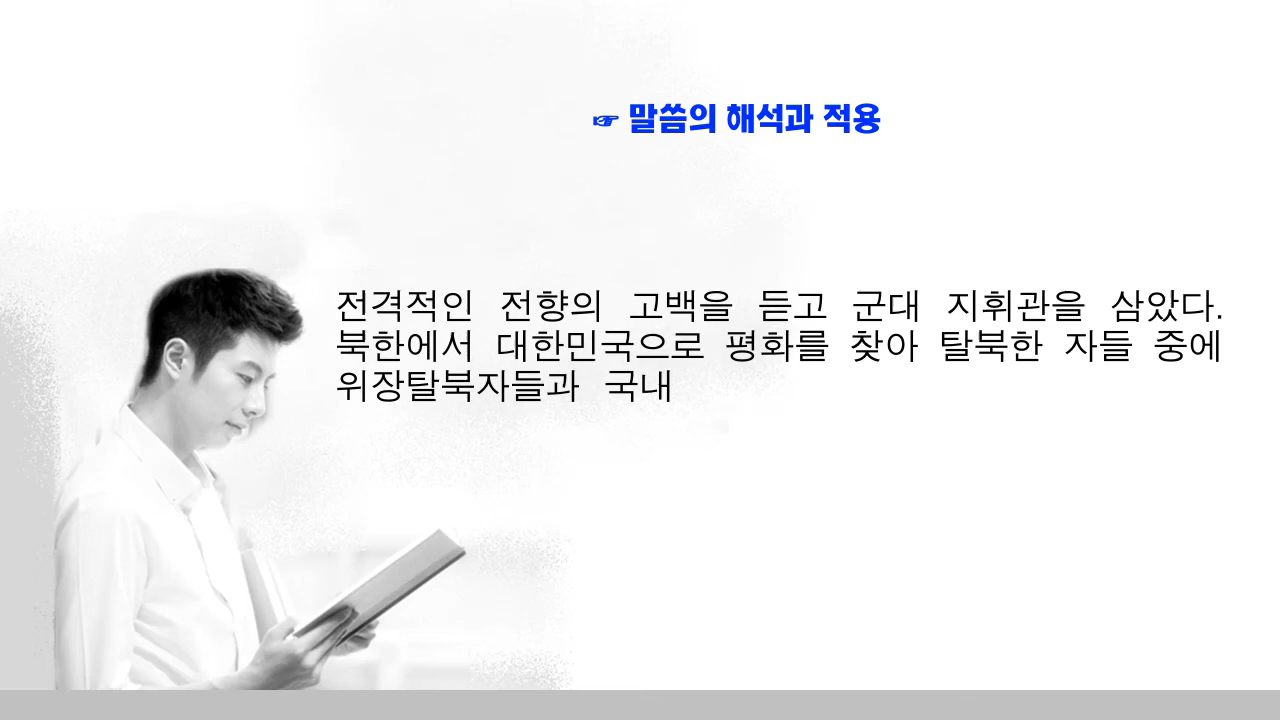 ☞ 말씀의 해석과 적용
전격적인 전향의 고백을 듣고 군대 지휘관을 삼았다.
북한에서 대한민국으로 평화를 찾아 탈북한 자들 중에
위장탈북자들과 국내